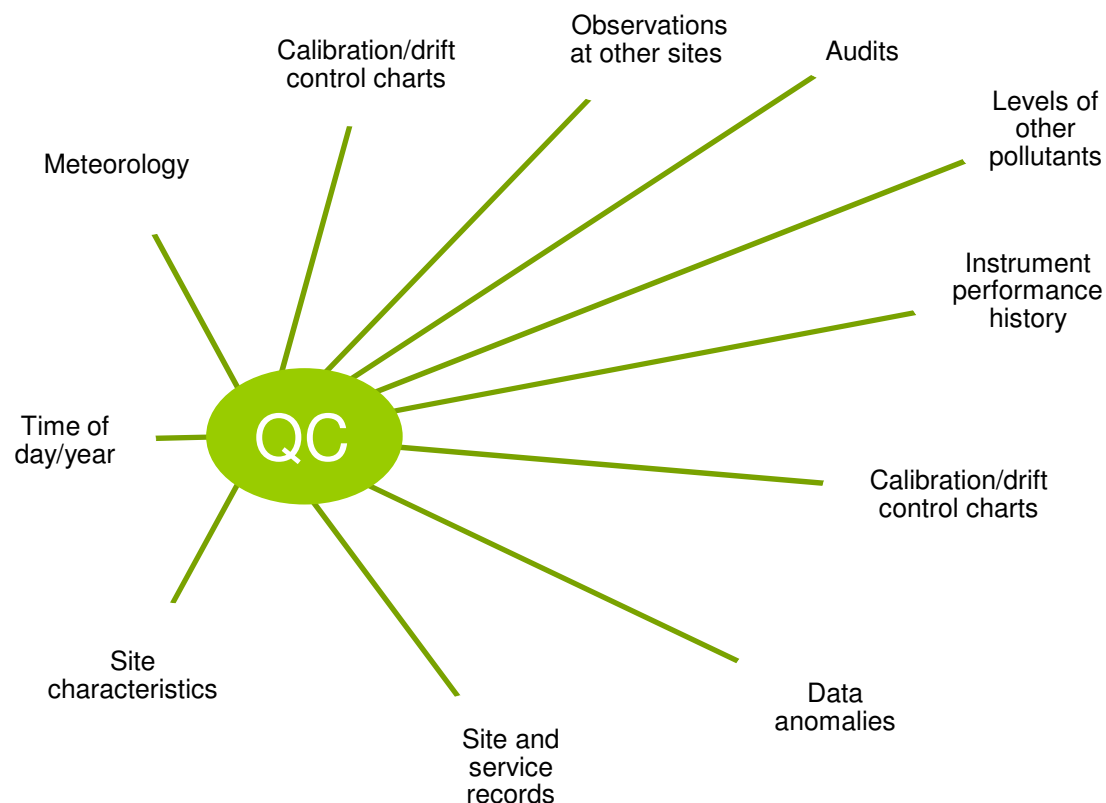 Observations
at other sites
Calibration/drift
control charts
Audits
Levels of
other
pollutants
Meteorology
Instrument
performance
history
QC
Time of
day/year
Calibration/drift
control charts
Site
characteristics
Data
anomalies
Site and
service
records